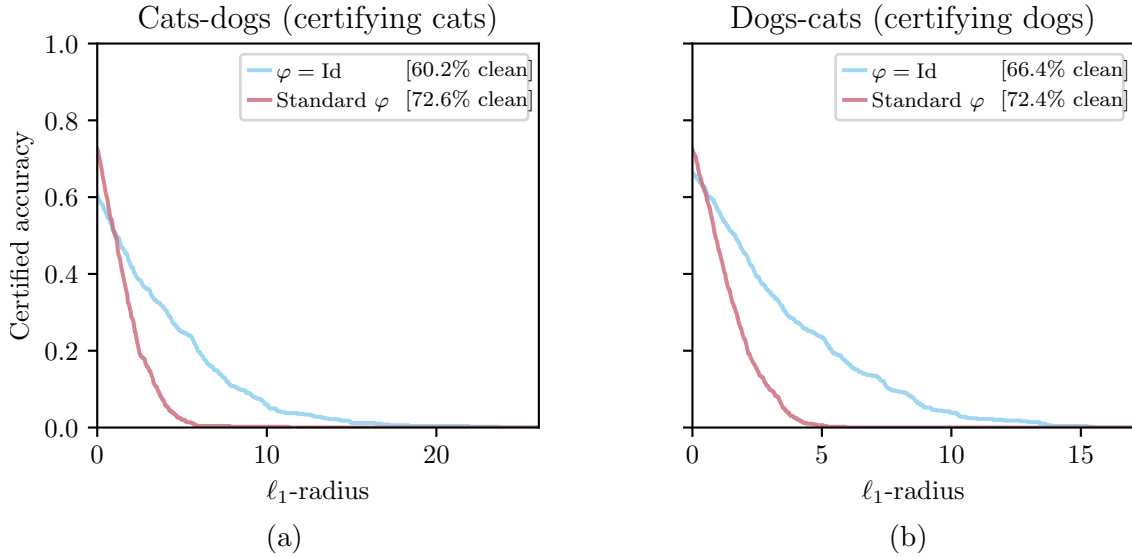 Cats-dogs (certifying cats)
φ = Id [60.2% clean]
Standard φ [72.6% clean]
Certified accuracy
1.0
0.8
0.6
0.4
0.2
0.0
0 10 20
ℓ₁-radius
(a)
Dogs-cats (certifying dogs)
φ = Id [66.4% clean]
Standard φ [72.4% clean]
0 5 10 15
ℓ₁-radius
(b)